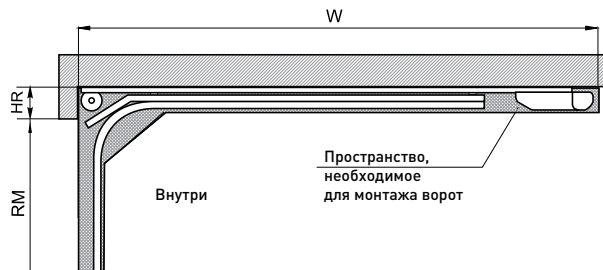 W
HR
RM
Пространство,
необходимое
для монтажа ворот
Внутри